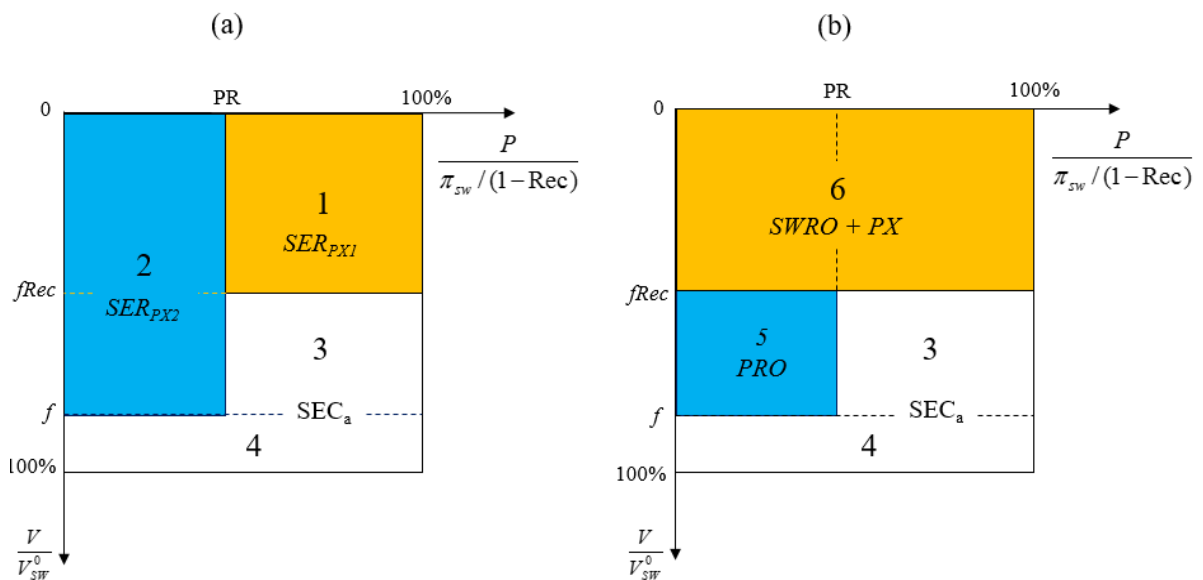 (a)
(b)
0
PR
100%
P
π_sw / (1−Rec)
1
SER_PX1
2
SER_PX2
fRec
3
f
SEC_a
4
100%
V
V_sw^0
0
PR
100%
P
π_sw / (1−Rec)
6
SWRO + PX
fRec
5
PRO
3
f
SEC_a
4
100%
V
V_sw^0